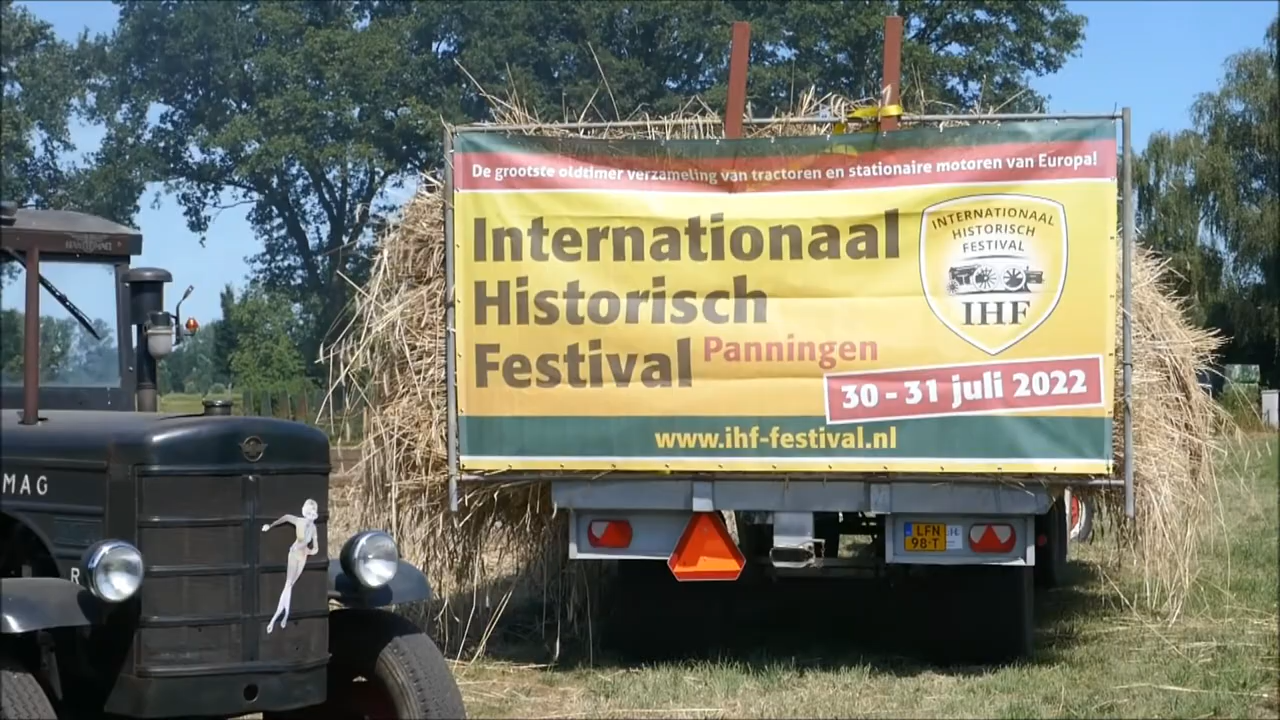 De grootste oldtimer verzameling van tractoren en stationaire motoren van Europa!
Internationaal
Historisch
Festival Panningen
INTERNATIONAAL
HISTORISCH
FESTIVAL
IHF
30 - 31 juli 2022
www.ihf-festival.nl
MAG
R
LFN
98-T